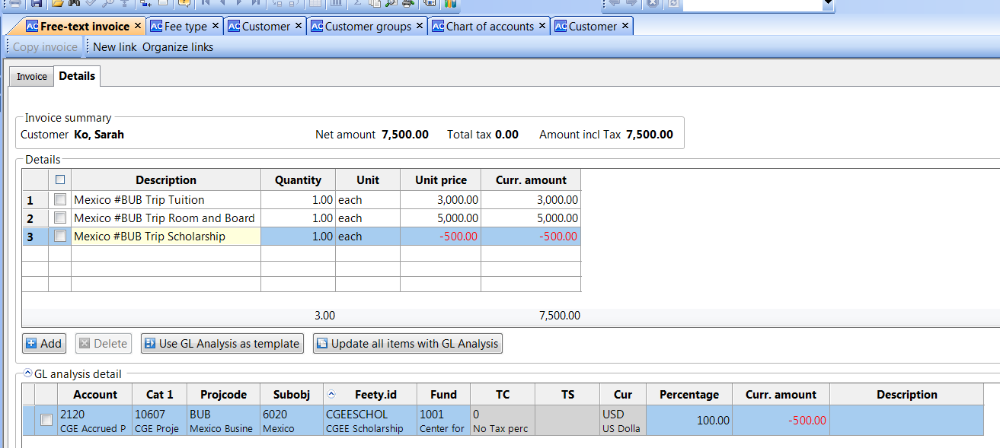 AC Free-text invoice × AC Fee type × AC Customer × AC Customer groups × AC Chart of accounts × AC Customer ×
Copy invoice New link Organize links
Invoice Details
Invoice summary
Customer Ko, Sarah Net amount 7,500.00 Total tax 0.00 Amount incl Tax 7,500.00
Details
Description Quantity Unit Unit price Curr. amount
1 Mexico #BUB Trip Tuition 1.00 each 3,000.00 3,000.00
2 Mexico #BUB Trip Room and Board 1.00 each 5,000.00 5,000.00
3 Mexico #BUB Trip Scholarship 1.00 each -500.00 -500.00
3.00 7,500.00
Add Delete Use GL Analysis as template Update all items with GL Analysis
GL analysis detail
Account Cat 1 Projcode Subobj Feety.id Fund TC TS Cur Percentage Curr. amount Description
2120 10607 BUB 6020 CGEESCHOL 1001 0 USD 100.00 -500.00
CGE Accrued P CGE Proje Mexico Busine Mexico CGEE Scholarship Center for No Tax perc US Dolla